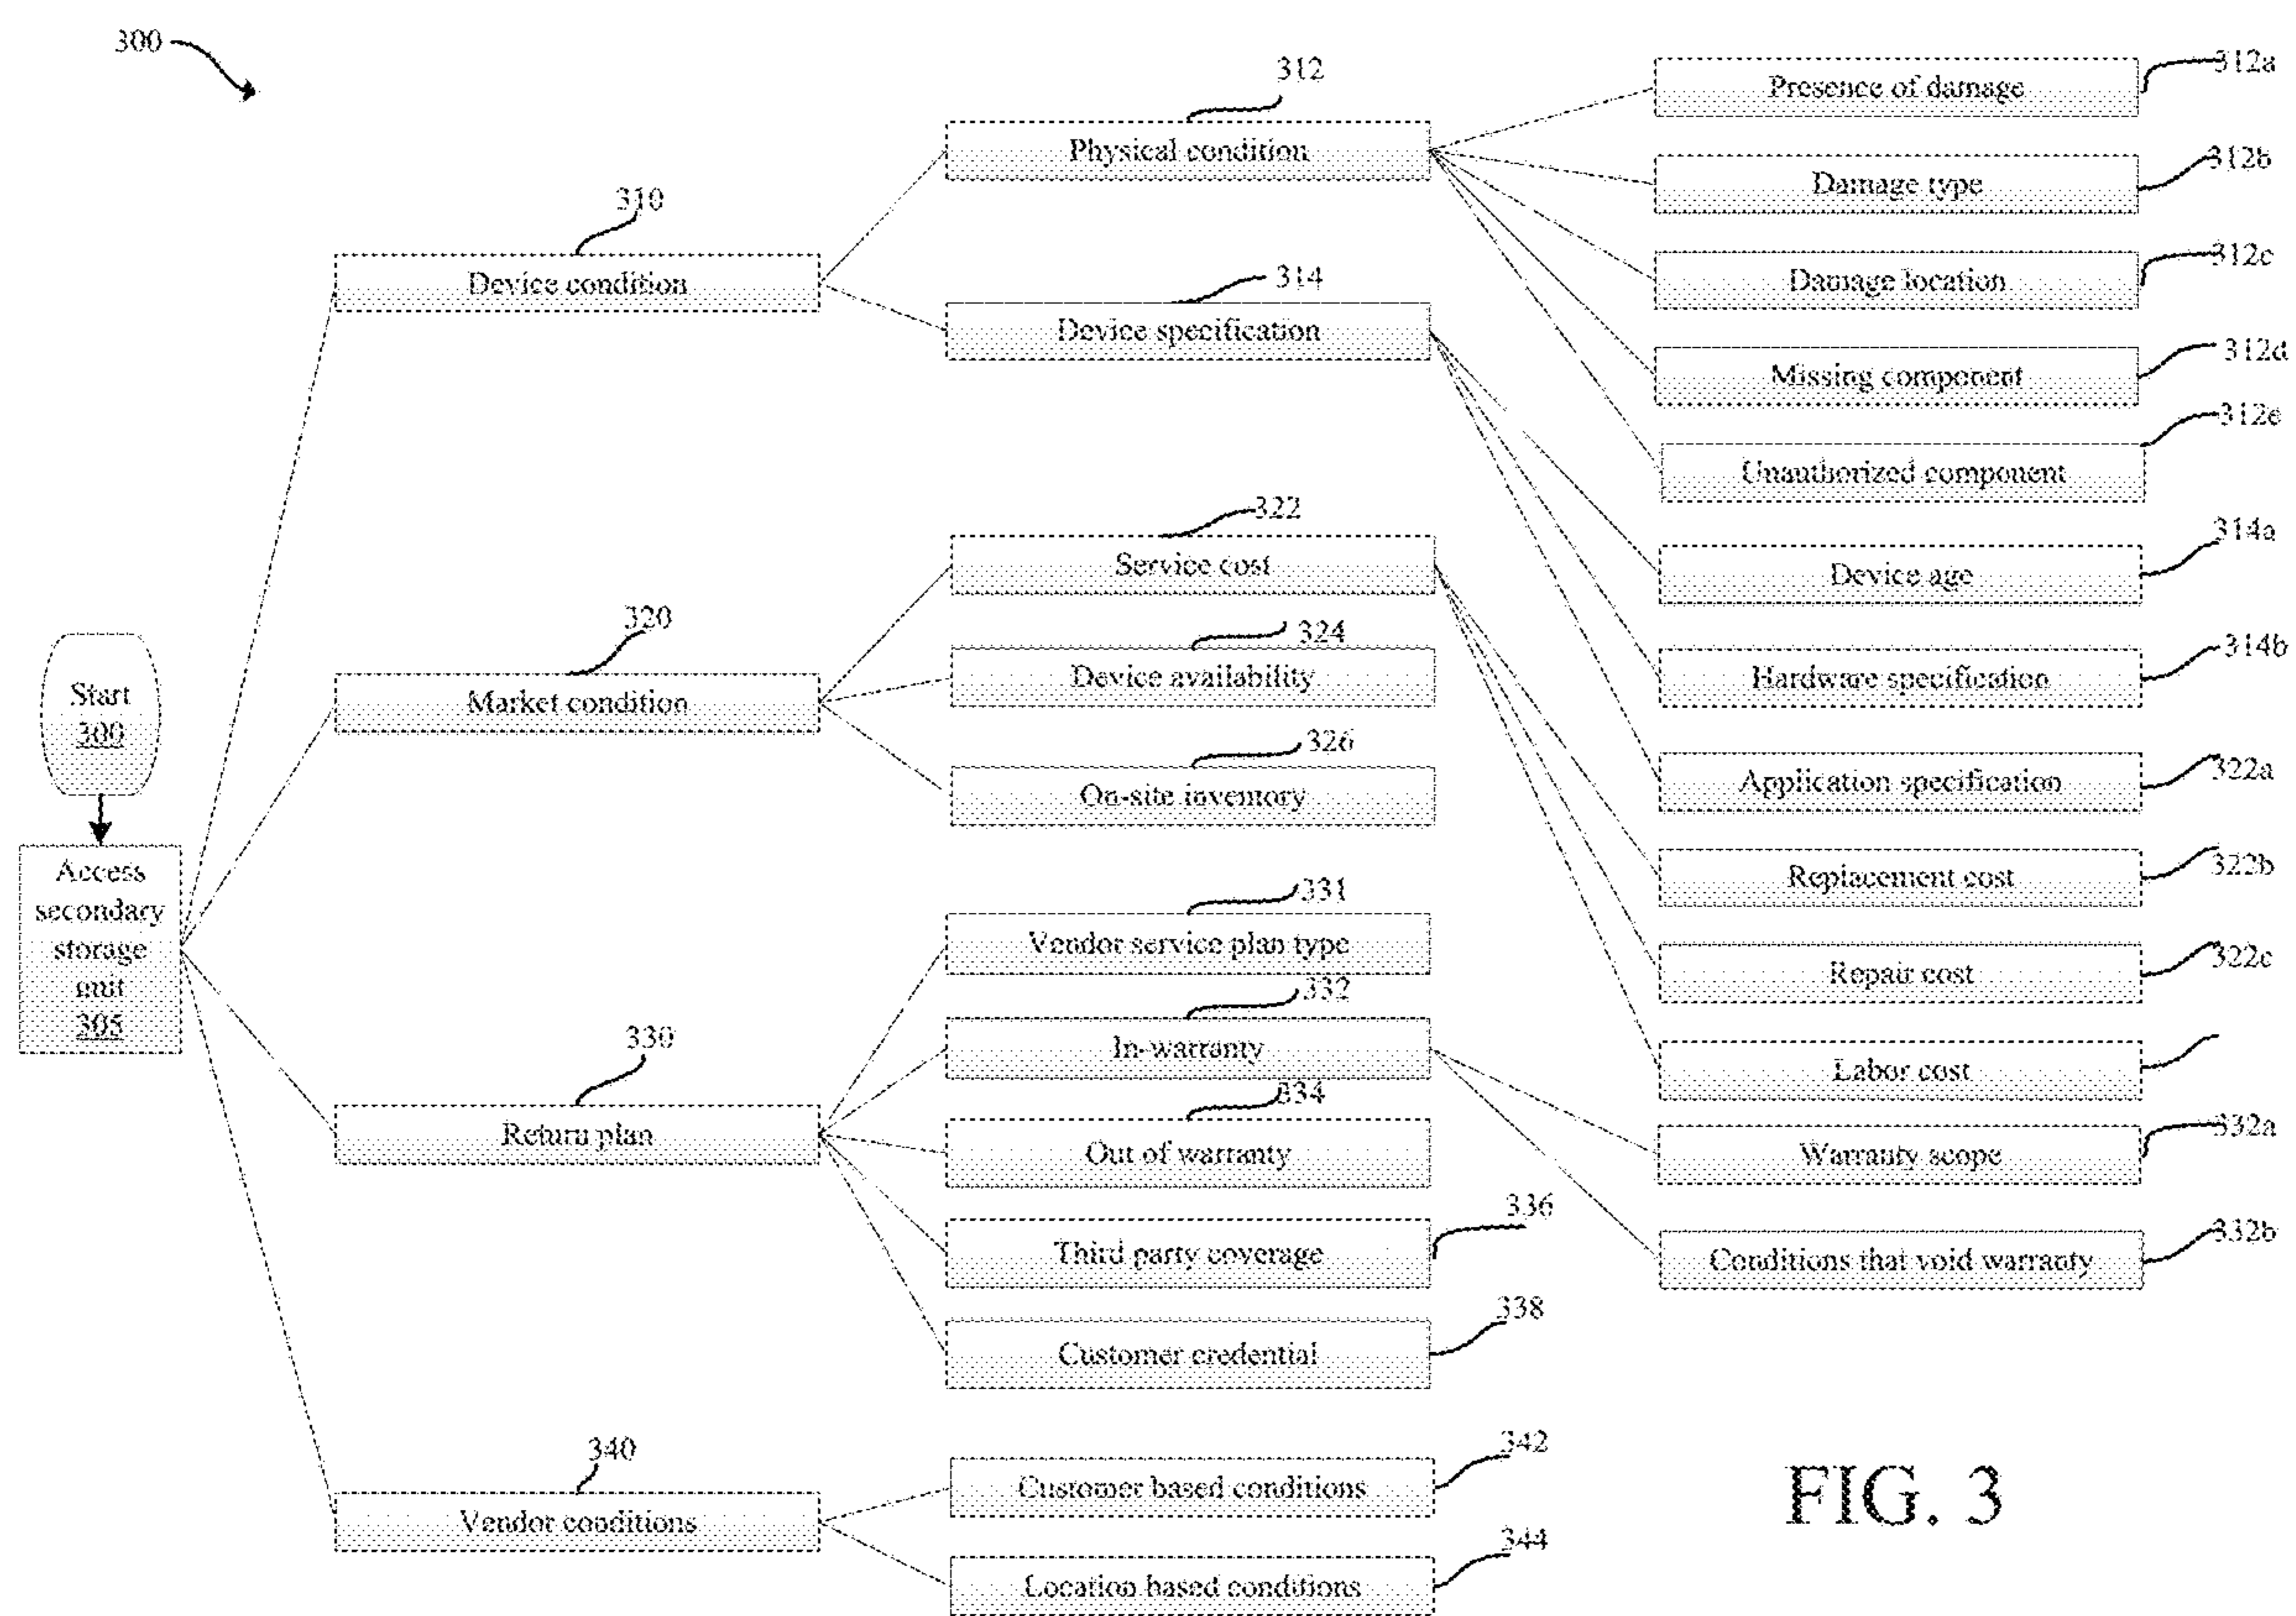 300
312
312a
Presence of damage
Physical condition
312b
Damage type
310
312c
Device condition
314
Damage location
Device specification
312d
Missing component
312e
Unauthorized component
322
314a
Service cost
Device age
320
324
314b
Device availability
Hardware specification
Start
300
Market condition
326
322a
On-site inventory
Application specification
Access
secondary
storage
unit
305
331
322b
Replacement cost
Vendor service plan type
322c
332
Repair cost
330
In-warranty
Labor cost
334
332a
Return plan
Out of warranty
Warranty scope
336
332b
Third party coverage
Conditions that void warranty
338
Customer credential
340
342
Customer based conditions
Vendor conditions
344
Location based conditions
FIG. 3